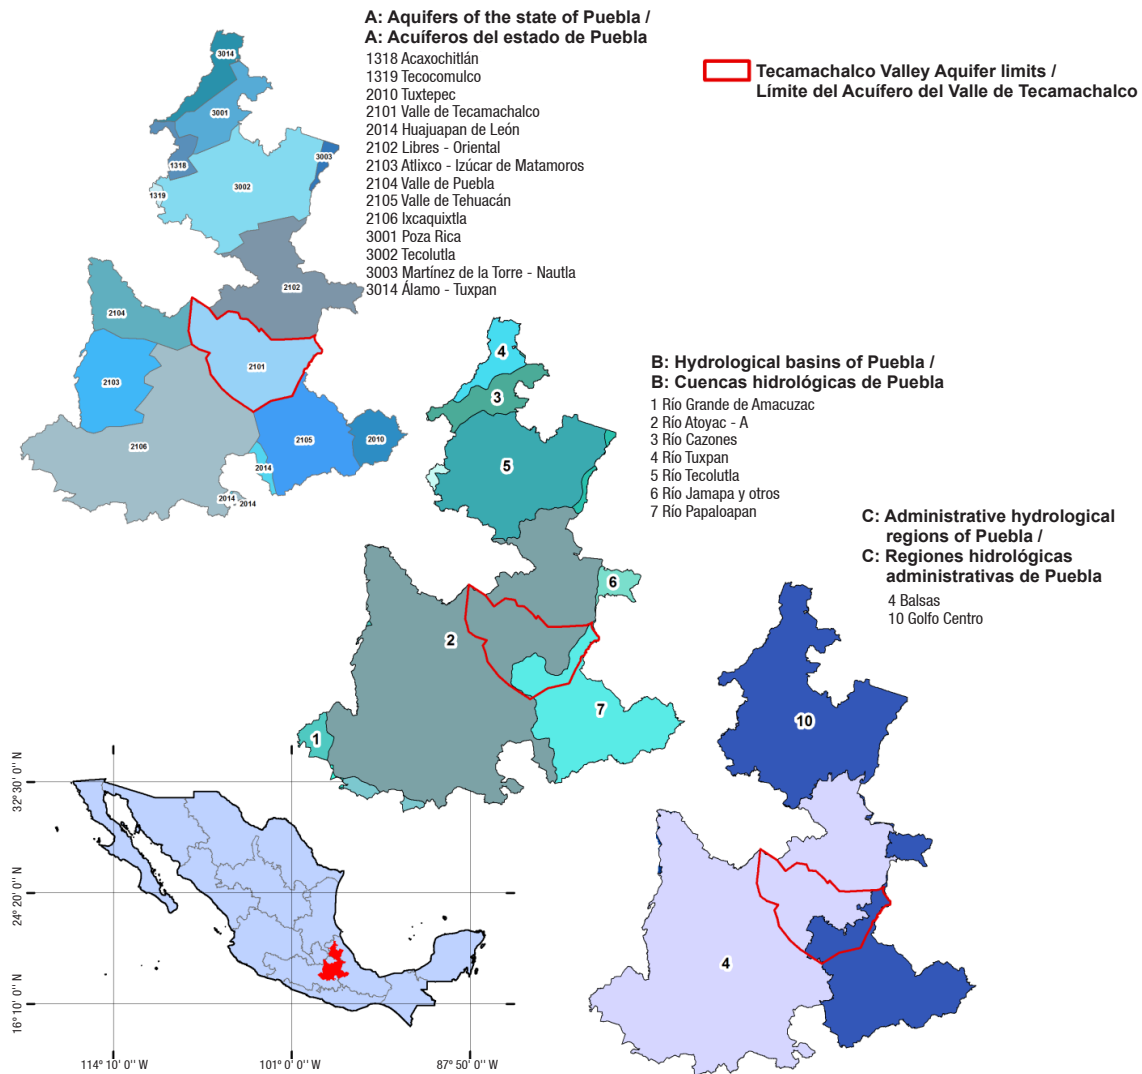 A: Aquifers of the state of Puebla /
A: Acuíferos del estado de Puebla
1318 Acaxochitlán
1319 Tecocomulco
2010 Tuxtepec
2101 Valle de Tecamachalco
2014 Huajuapan de León
2102 Libres - Oriental
2103 Atlixco - Izúcar de Matamoros
2104 Valle de Puebla
2105 Valle de Tehuacán
2106 Ixcaquixtla
3001 Poza Rica
3002 Tecolutla
3003 Martínez de la Torre - Nautla
3014 Álamo - Tuxpan
Tecamachalco Valley Aquifer limits /
Límite del Acuífero del Valle de Tecamachalco
3014
3001
1318
3003
3002
1319
2102
2104
2101
2103
2106
2105
2010
2014
2014
2014
B: Hydrological basins of Puebla /
B: Cuencas hidrológicas de Puebla
1 Río Grande de Amacuzac
2 Río Atoyac - A
3 Río Cazones
4 Río Tuxpan
5 Río Tecolutla
6 Río Jamapa y otros
7 Río Papaloapan
4
3
5
6
2
7
1
C: Administrative hydrological
regions of Puebla /
C: Regiones hidrológicas
administrativas de Puebla
4 Balsas
10 Golfo Centro
10
4
32° 30' 0'' N
24° 20' 0'' N
16° 10' 0'' N
114° 10' 0'' W
101° 0' 0'' W
87° 50' 0'' W